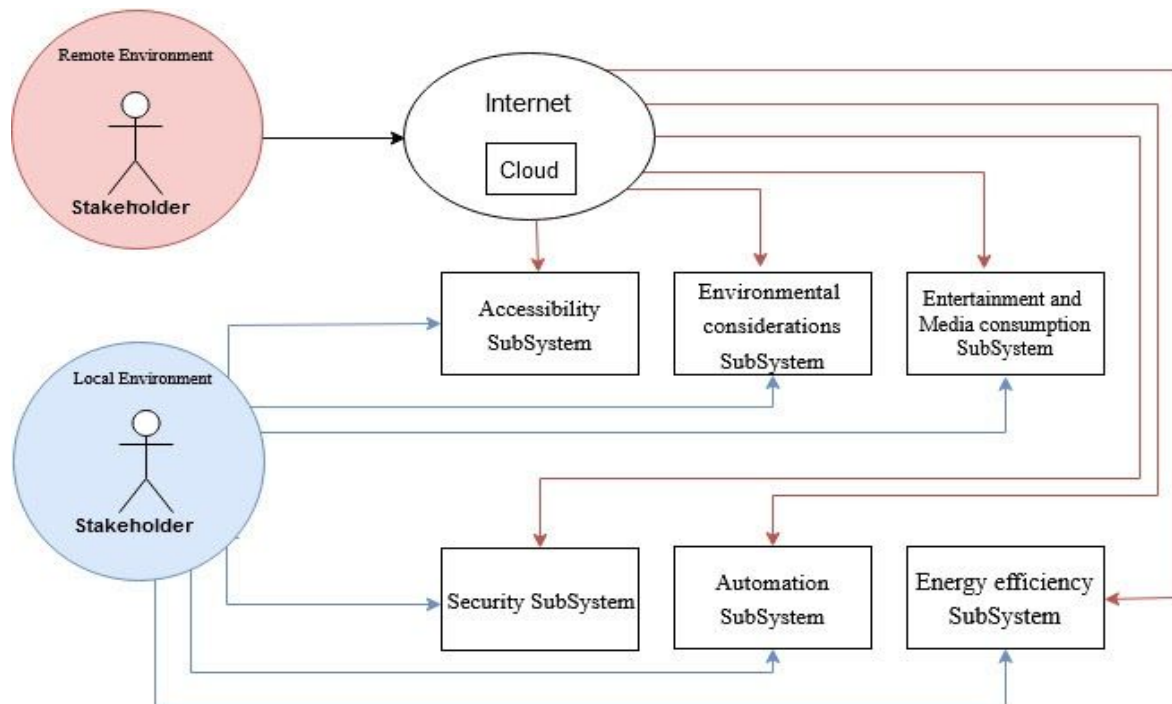 Remote Environment
Stakeholder
Internet
Cloud
Accessibility
SubSystem
Environmental
considerations
SubSystem
Entertainment and
Media consumption
SubSystem
Local Environment
Stakeholder
Security SubSystem
Automation
SubSystem
Energy efficiency
SubSystem